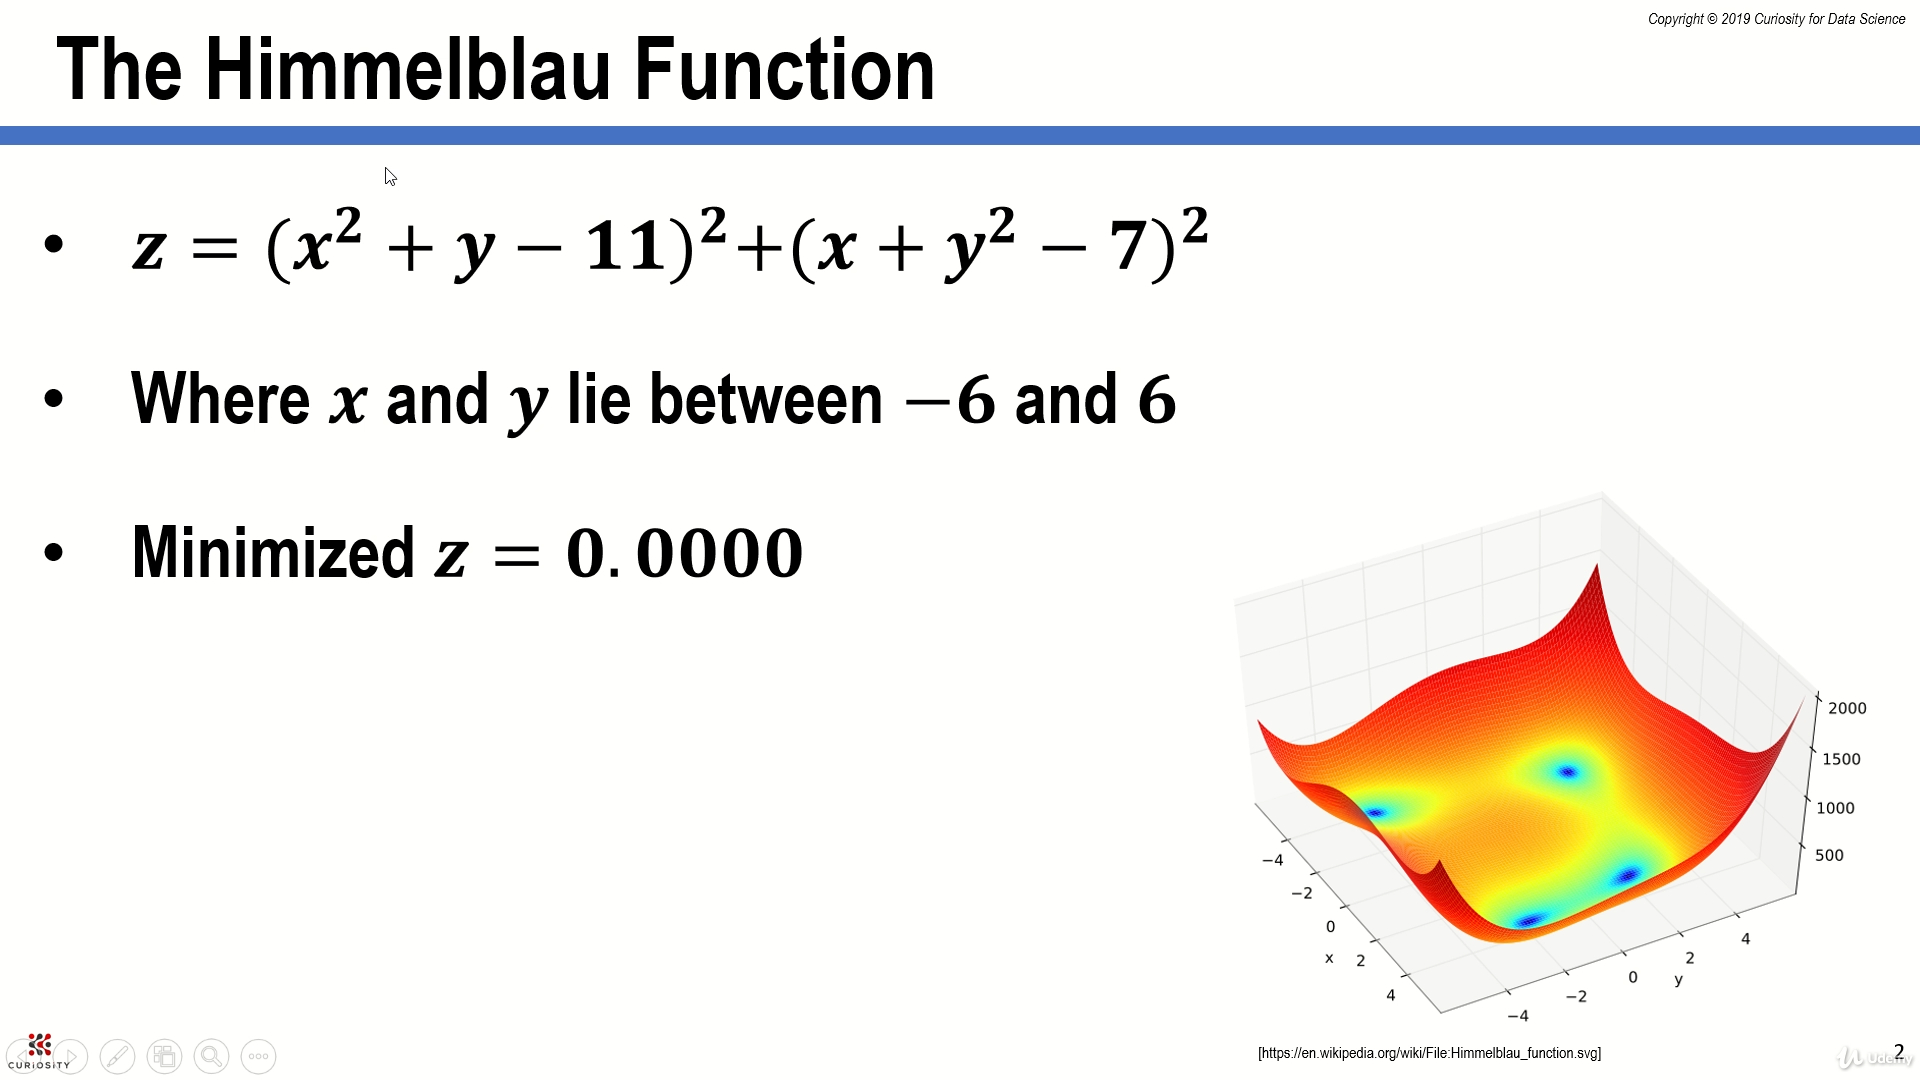 Copyright © 2019 Curiosity for Data Science
The Himmelblau Function
• z = (x² + y − 11)²+(x + y² − 7)²
• Where x and y lie between −6 and 6
• Minimized z = 0.0000
2000
1500
1000
500
−4
−2
0
2
4
x
−4
−2
0
2
4
y
[https://en.wikipedia.org/wiki/File:Himmelblau_function.svg]
CURIOSITY
2
Udemy